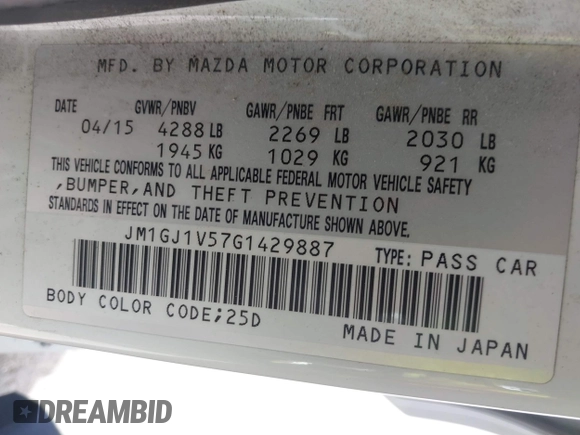 MFD. BY MAZDA MOTOR CORPORATION
DATE GVWR/PNBV GAWR/PNBE FRT GAWR/PNBE RR
04/15 4288 LB 2269 LB 2030 LB
1945 KG 1029 KG 921 KG
THIS VEHICLE CONFORMS TO ALL APPLICABLE FEDERAL MOTOR VEHICLE SAFETY
,BUMPER,AND THEFT PREVENTION
STANDARDS IN EFFECT ON THE DATE OF MANUFACTURE SHOWN ABOVE.
JM1GJ1V57G1429887 TYPE: PASS CAR
BODY COLOR CODE;25D
MADE IN JAPAN
DREAMBID